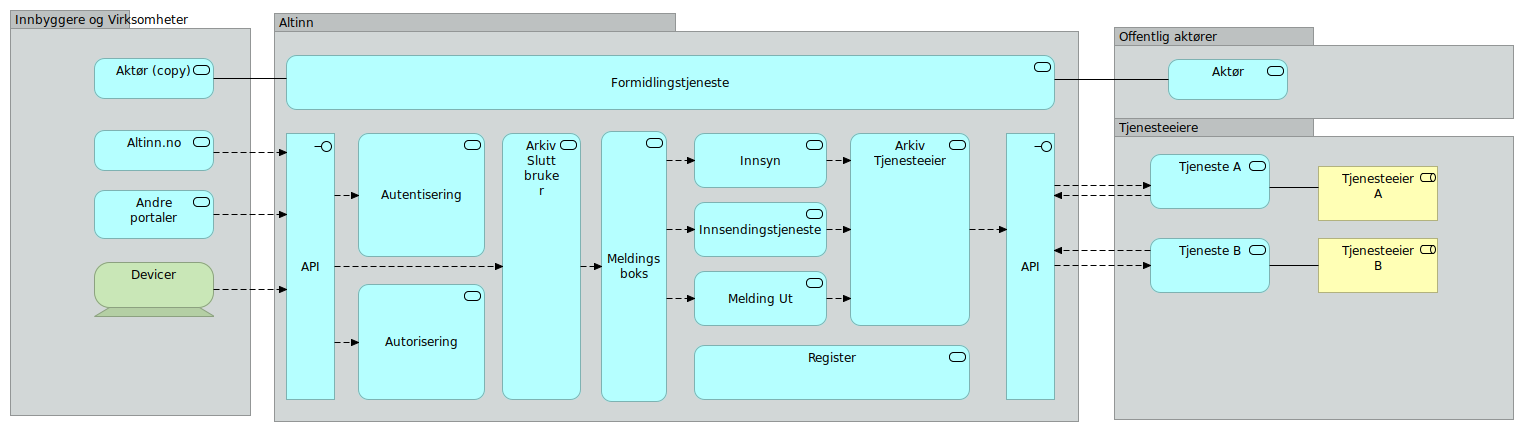 Innbyggere og Virksomheter
Aktør (copy)
Altinn.no
Andre
portaler
Devicer
Altinn
Formidlingstjeneste
API
Autentisering
Autorisering
Arkiv
Slutt
bruke
r
Meldings
boks
Innsyn
Innsendingstjeneste
Melding Ut
Arkiv
Tjenesteeier
Register
API
Offentlig aktører
Aktør
Tjenesteeiere
Tjeneste A
Tjenesteeier
A
Tjeneste B
Tjenesteeier
B